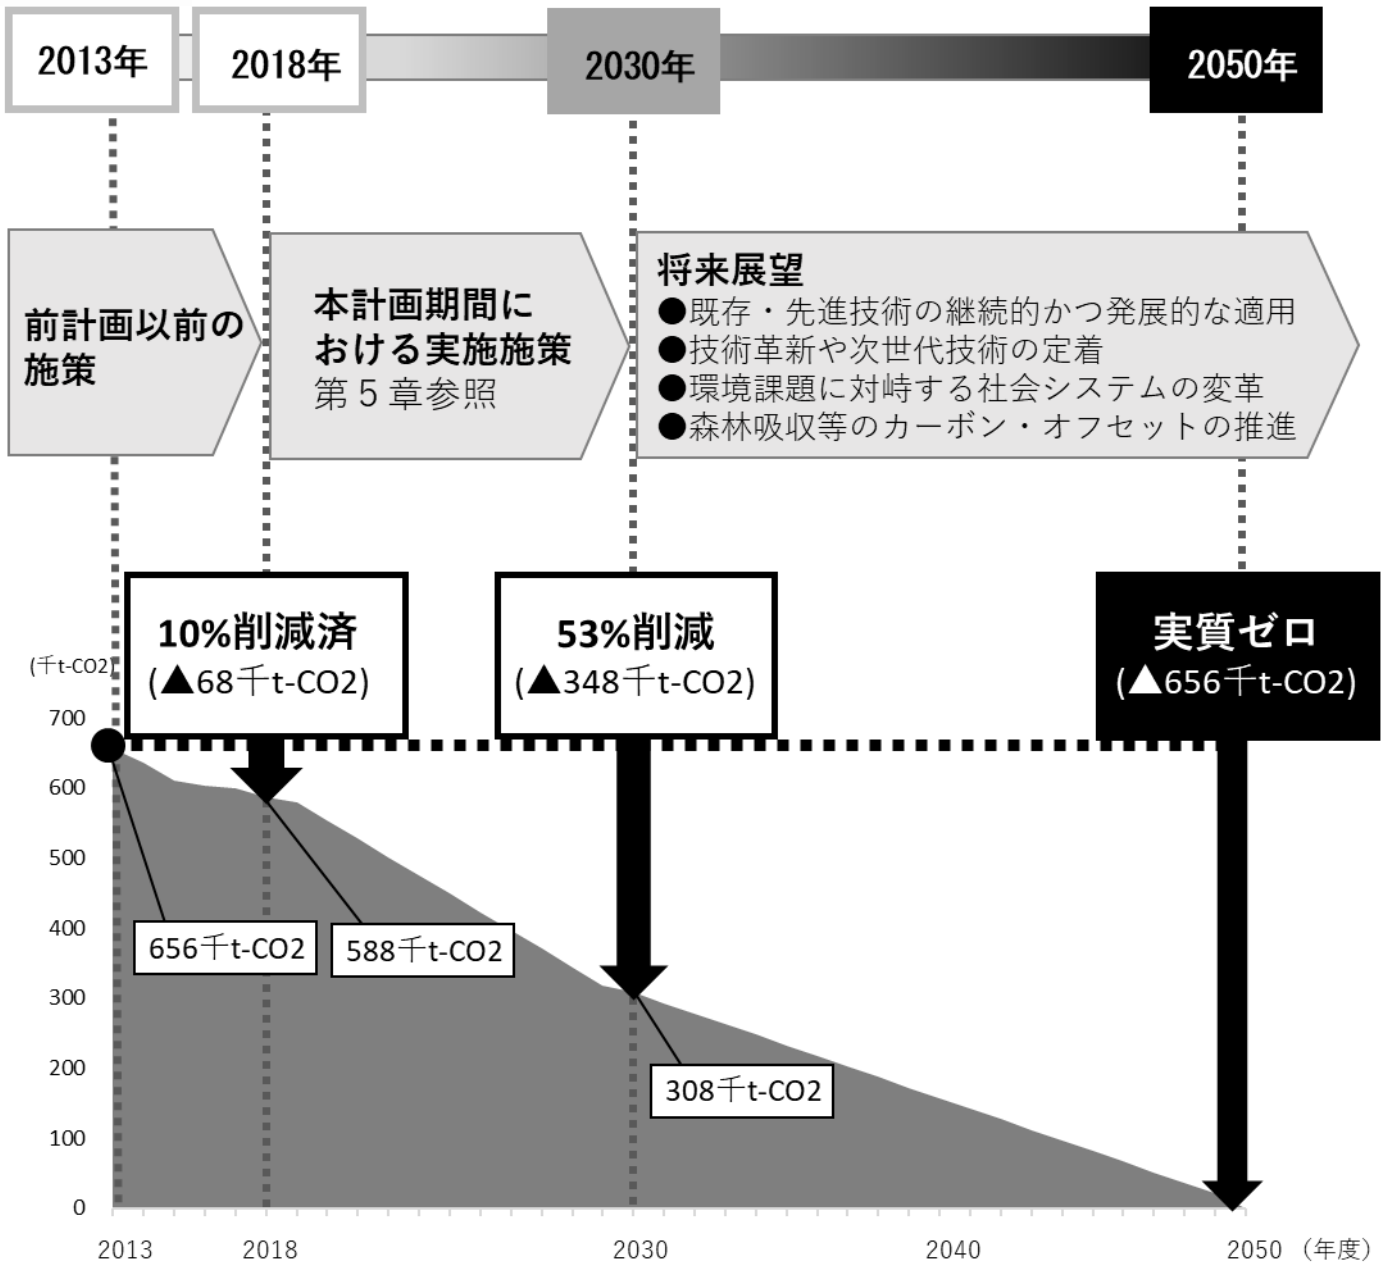 2013年
2018年
2030年
2050年
前計画以前の
施策
本計画期間に
おける実施施策
第5章参照
将来展望
●既存・先進技術の継続的かつ発展的な適用
●技術革新や次世代技術の定着
●環境課題に対峙する社会システムの変革
●森林吸収等のカーボン・オフセットの推進
10%削減済
(▲68千t-CO2)
53%削減
(▲348千t-CO2)
実質ゼロ
(▲656千t-CO2)
(千t-CO2)
700
600
500
400
300
200
100
0
656千t-CO2
588千t-CO2
308千t-CO2
2013
2018
2030
2040
2050
（年度）